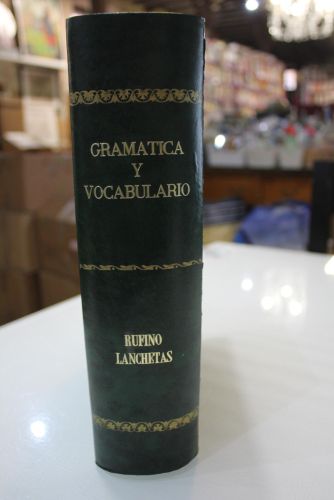 GRAMATICA
Y
VOCABULARIO
RUFINO
LANCHETAS